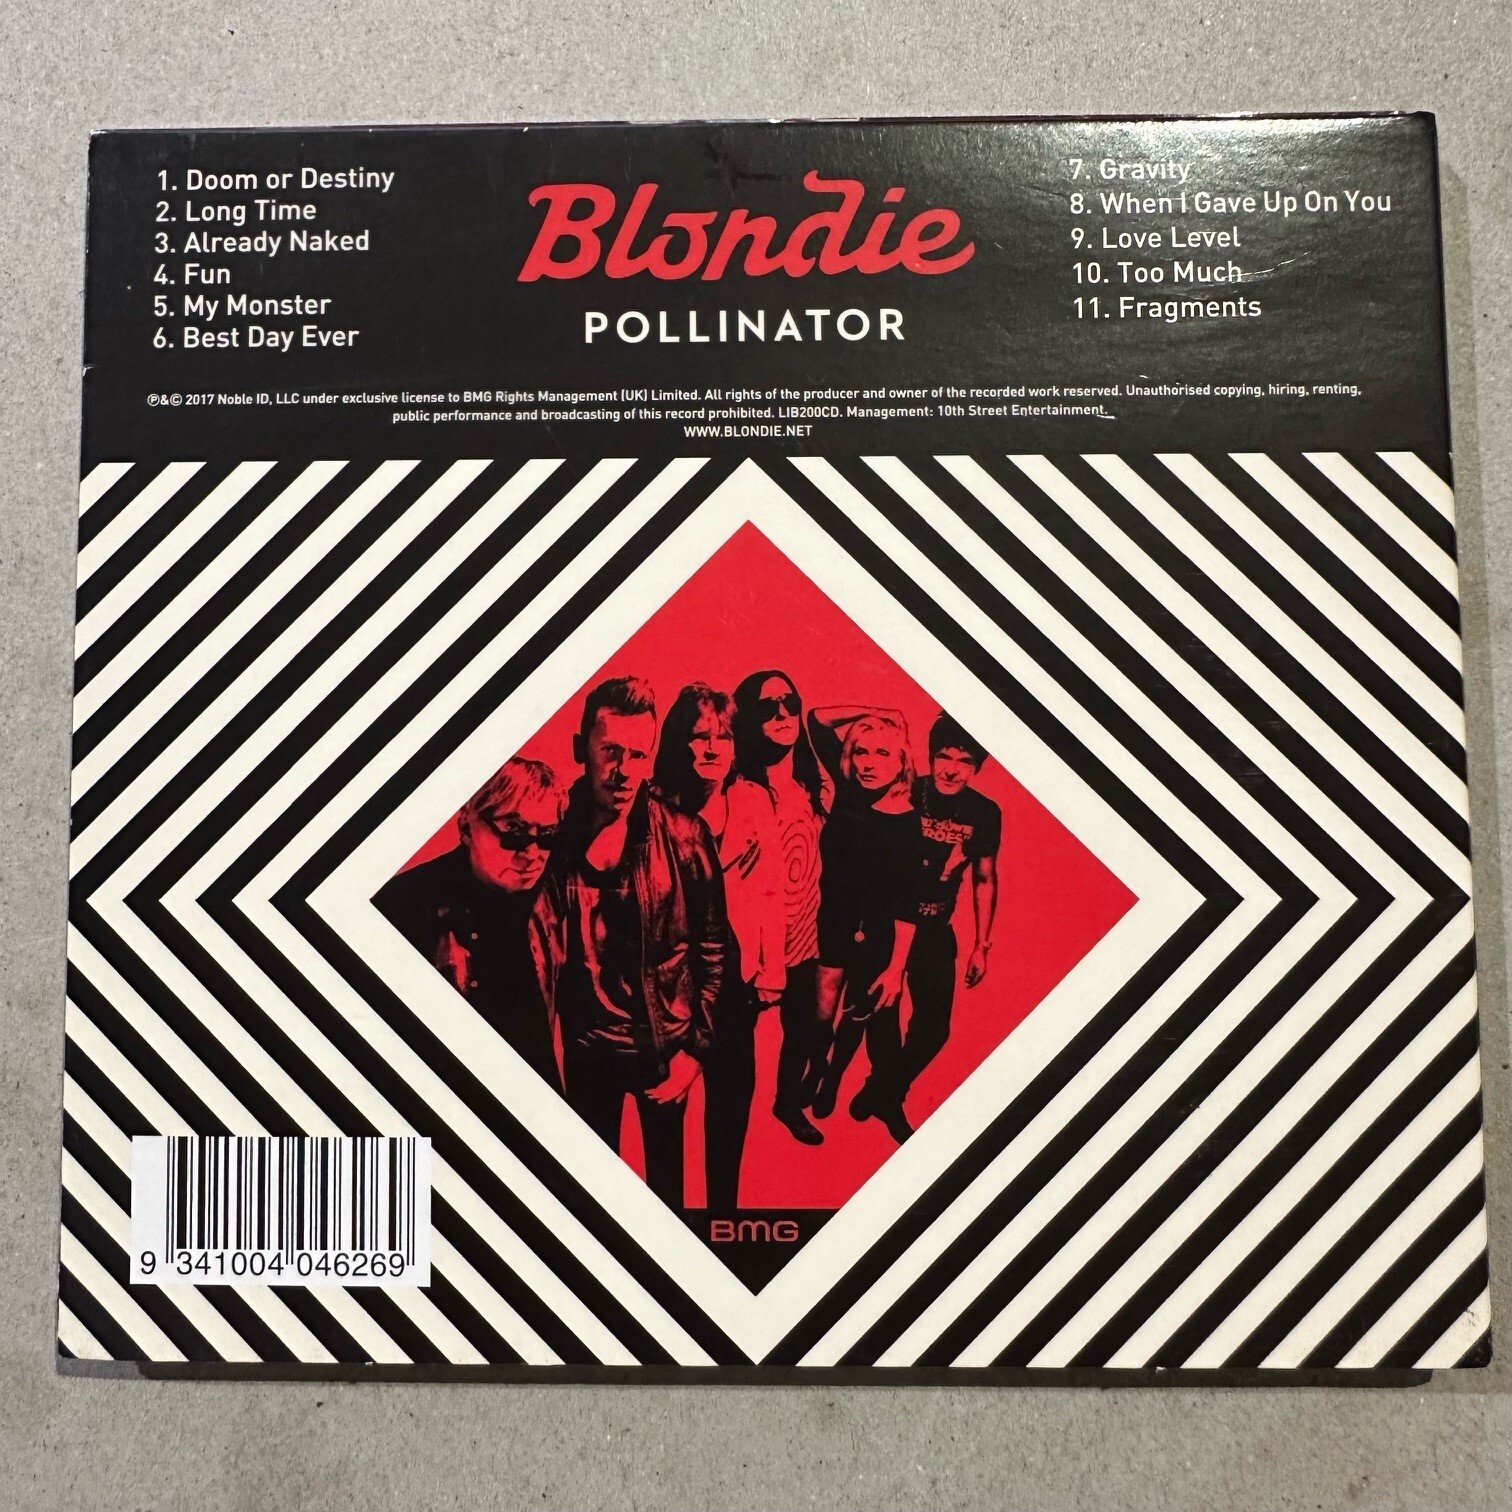 1. Doom or Destiny
2. Long Time
3. Already Naked
4. Fun
5. My Monster
6. Best Day Ever
Blondie
POLLINATOR
7. Gravity
8. When I Gave Up On You
9. Love Level
10. Too Much
11. Fragments
℗&© 2017 Noble ID, LLC under exclusive license to BMG Rights Management (UK) Limited. All rights of the producer and owner of the recorded work reserved. Unauthorised copying, hiring, renting,
public performance and broadcasting of this record prohibited. LIB200CD. Management: 10th Street Entertainment.
WWW.BLONDIE.NET
BMG
9 341004 046269